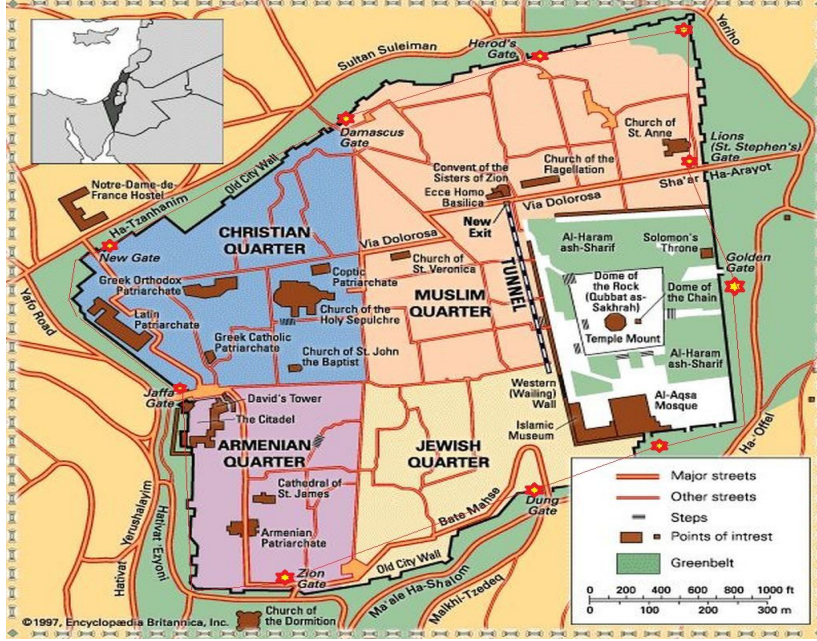 Sultan Suleiman
Herod's
Gate
Yeriho
Damascus
Gate
Church of
St. Anne
Lions
(St. Stephen's)
Gate
Old City Wall
Convent of the
Sisters of Zion
Church of the
Flagellation
Sha'ar Ha-Arayot
Notre-Dame-de-
France Hostel
Ecce Homo
Basilica
Via Dolorosa
Ha-Tzanhanim
New
Exit
CHRISTIAN
QUARTER
Via Dolorosa
Al-Haram
ash-Sharif
Solomon's
Throne
New Gate
Church of
St. Veronica
TUNNEL
Golden
Gate
Greek Orthodox
Patriarchate
Coptic
Patriarchate
Dome of
the Rock
(Qubbat as-
Sakhrah)
Dome of
the Chain
MUSLIM
QUARTER
Yafo Road
Latin
Patriarchate
Church of the
Holy Sepulchre
Temple Mount
Greek Catholic
Patriarchate
Church of St. John
the Baptist
Al-Haram
ash-Sharif
Jaffa
Gate
David's Tower
The Citadel
Western
(Wailing)
Wall
Al-Aqsa
Mosque
Islamic
Museum
ARMENIAN
QUARTER
JEWISH
QUARTER
Ha-Offel
Cathedral of
St. James
Bate-Mahse
Dung
Gate
Armenian
Patriarchate
Hativat Yerushalayim
Hativat 'Ezyoni
Zion
Gate
Old City Wall
Ma'ale Ha-Shalom
Malkhi-Tzedeq
Church of
the Dormition
Major streets
Other streets
Steps
Points of intrest
Greenbelt
0 200 400 600 800 1000 ft
0 100 200 300 m
©1997, Encyclopædia Britannica, Inc.